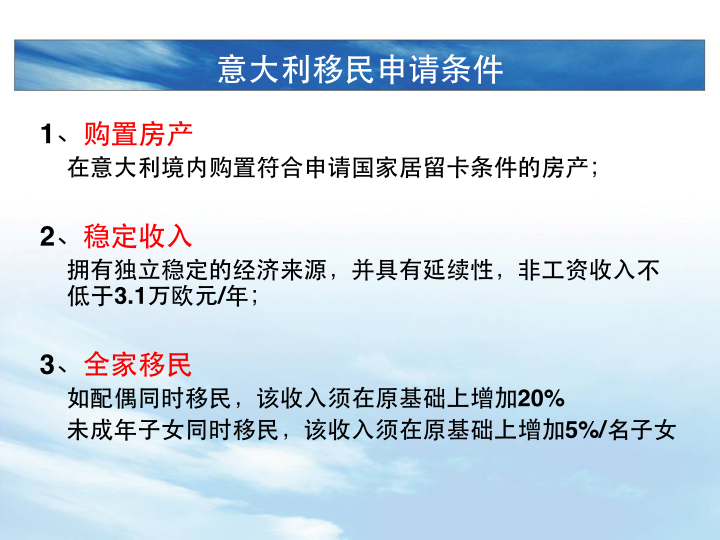 意大利移民申请条件
1、购置房产
在意大利境内购置符合申请国家居留卡条件的房产；
2、稳定收入
拥有独立稳定的经济来源，并具有延续性，非工资收入不
低于3.1万欧元/年；
3、全家移民
如配偶同时移民，该收入须在原基础上增加20%
未成年子女同时移民，该收入须在原基础上增加5%/名子女